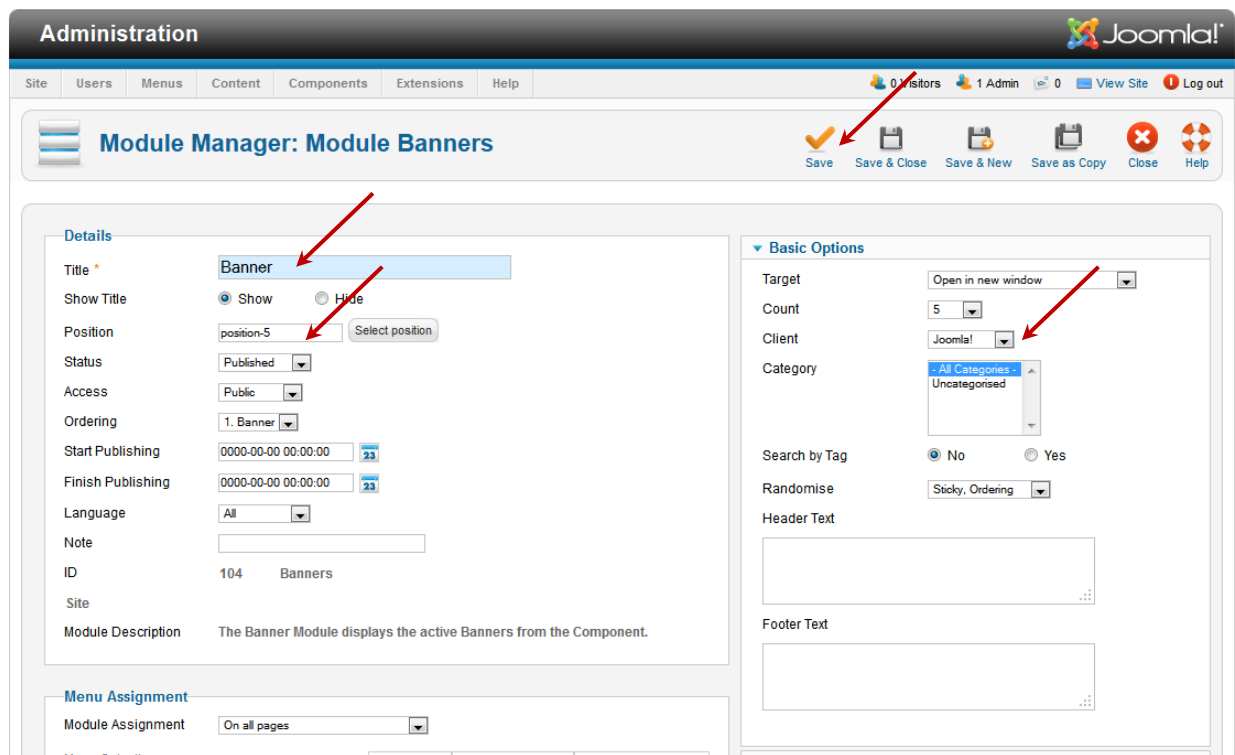 Administration
Joomla!
Site Users Menus Content Components Extensions Help 0 Visitors 1 Admin 0 View Site Log out
Module Manager: Module Banners
Save Save & Close Save & New Save as Copy Close Help
Details
Title *
Banner
Show Title
Show Hide
Position
position-5 Select position
Status
Published
Access
Public
Ordering
1. Banner
Start Publishing
0000-00-00 00:00:00 23
Finish Publishing
0000-00-00 00:00:00 23
Language
All
Note
ID
104 Banners
Site
Module Description
The Banner Module displays the active Banners from the Component.
Menu Assignment
Module Assignment
On all pages
Basic Options
Target
Open in new window
Count
5
Client
Joomla!
Category
- All Categories -
Uncategorised
Search by Tag
No Yes
Randomise
Sticky, Ordering
Header Text
Footer Text